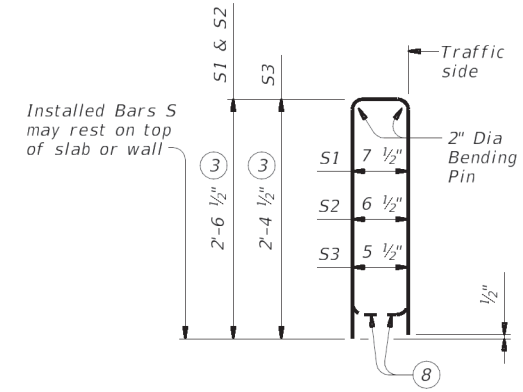 S1 & S2
S3
Traffic
side
Installed Bars S
may rest on top
of slab or wall
2" Dia
Bending
Pin
3
3
2'-6 1/2"
2'-4 1/2"
S1 7 1/2"
S2 6 1/2"
S3 5 1/2"
1/2"
8